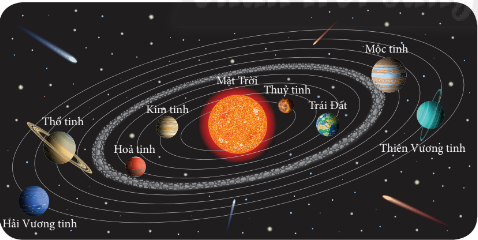 Mộc tinh
Mặt Trời
Thuỷ tinh
Kim tinh
Trái Đất
Thổ tinh
Hoả tinh
Thiên Vương tinh
Hải Vương tinh